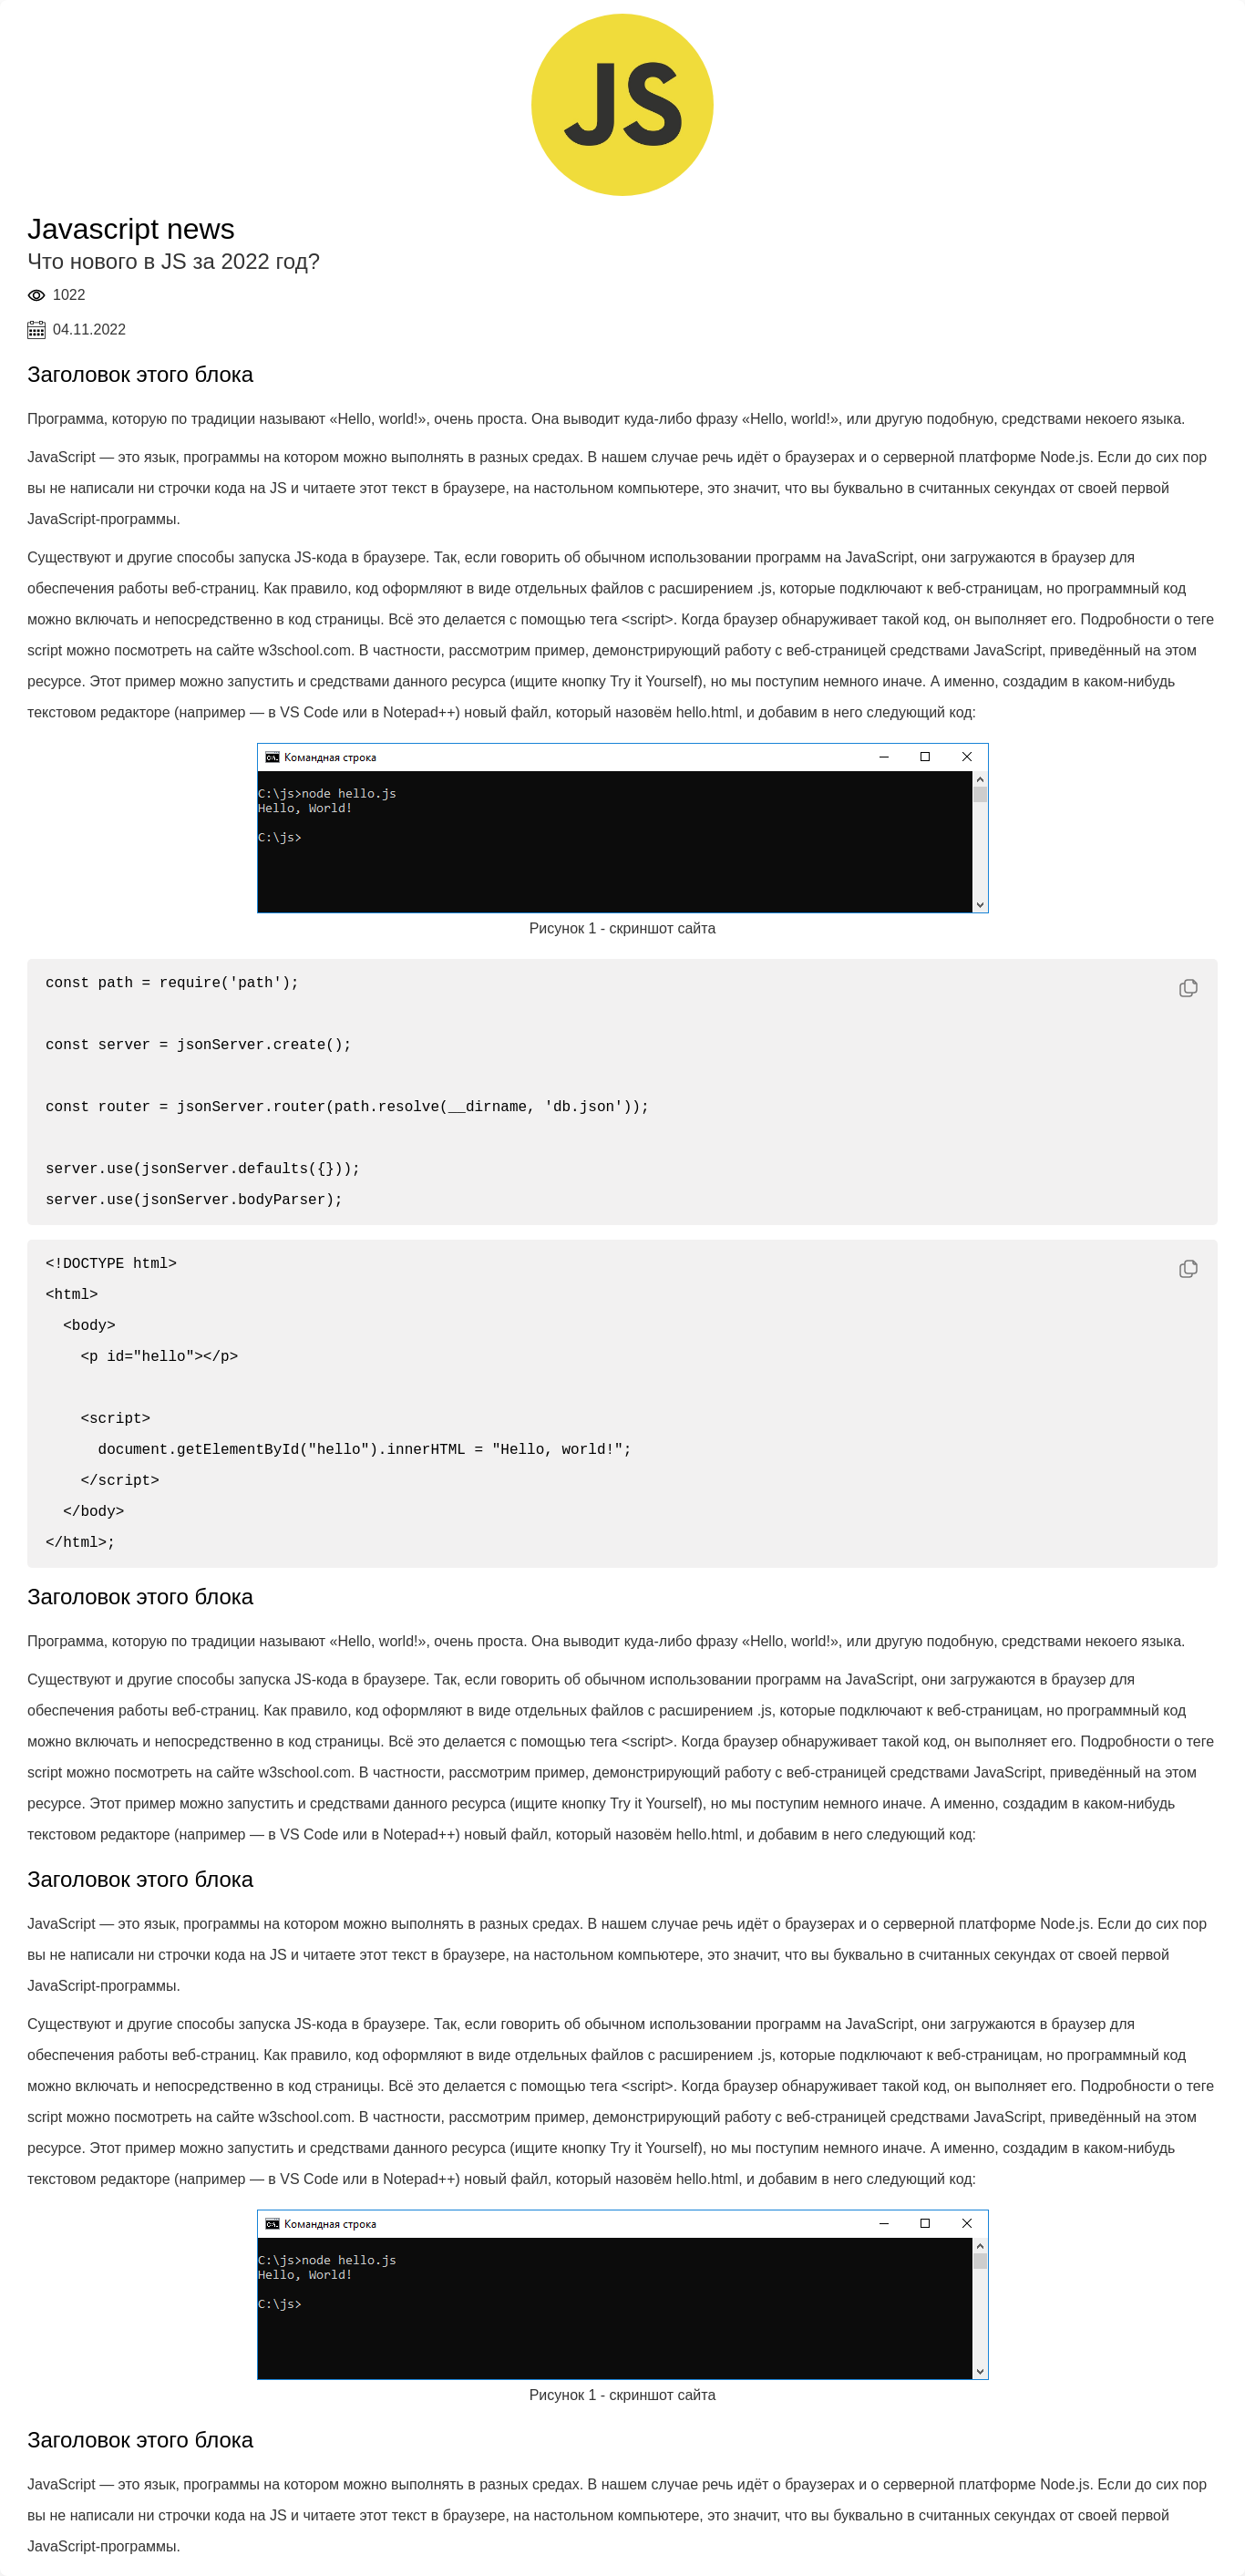 JS
Javascript news
Что нового в JS за 2022 год?
1022
04.11.2022
Заголовок этого блока
Программа, которую по традиции называют «Hello, world!», очень проста. Она выводит куда-либо фразу «Hello, world!», или другую подобную, средствами некоего языка.
JavaScript — это язык, программы на котором можно выполнять в разных средах. В нашем случае речь идёт о браузерах и о серверной платформе Node.js. Если до сих пор
вы не написали ни строчки кода на JS и читаете этот текст в браузере, на настольном компьютере, это значит, что вы буквально в считанных секундах от своей первой
JavaScript-программы.
Существуют и другие способы запуска JS-кода в браузере. Так, если говорить об обычном использовании программ на JavaScript, они загружаются в браузер для
обеспечения работы веб-страниц. Как правило, код оформляют в виде отдельных файлов с расширением .js, которые подключают к веб-страницам, но программный код
можно включать и непосредственно в код страницы. Всё это делается с помощью тега <script>. Когда браузер обнаруживает такой код, он выполняет его. Подробности о теге
script можно посмотреть на сайте w3school.com. В частности, рассмотрим пример, демонстрирующий работу с веб-страницей средствами JavaScript, приведённый на этом
ресурсе. Этот пример можно запустить и средствами данного ресурса (ищите кнопку Try it Yourself), но мы поступим немного иначе. А именно, создадим в каком-нибудь
текстовом редакторе (например — в VS Code или в Notepad++) новый файл, который назовём hello.html, и добавим в него следующий код:
Командная строка
C:\js>node hello.js
Hello, World!
C:\js>
Рисунок 1 - скриншот сайта
const path = require('path');
const server = jsonServer.create();
const router = jsonServer.router(path.resolve(__dirname, 'db.json'));
server.use(jsonServer.defaults({}));
server.use(jsonServer.bodyParser);
<!DOCTYPE html>
<html>
  <body>
    <p id="hello"></p>
    <script>
      document.getElementById("hello").innerHTML = "Hello, world!";
    </script>
  </body>
</html>;
Заголовок этого блока
Программа, которую по традиции называют «Hello, world!», очень проста. Она выводит куда-либо фразу «Hello, world!», или другую подобную, средствами некоего языка.
Существуют и другие способы запуска JS-кода в браузере. Так, если говорить об обычном использовании программ на JavaScript, они загружаются в браузер для
обеспечения работы веб-страниц. Как правило, код оформляют в виде отдельных файлов с расширением .js, которые подключают к веб-страницам, но программный код
можно включать и непосредственно в код страницы. Всё это делается с помощью тега <script>. Когда браузер обнаруживает такой код, он выполняет его. Подробности о теге
script можно посмотреть на сайте w3school.com. В частности, рассмотрим пример, демонстрирующий работу с веб-страницей средствами JavaScript, приведённый на этом
ресурсе. Этот пример можно запустить и средствами данного ресурса (ищите кнопку Try it Yourself), но мы поступим немного иначе. А именно, создадим в каком-нибудь
текстовом редакторе (например — в VS Code или в Notepad++) новый файл, который назовём hello.html, и добавим в него следующий код:
Заголовок этого блока
JavaScript — это язык, программы на котором можно выполнять в разных средах. В нашем случае речь идёт о браузерах и о серверной платформе Node.js. Если до сих пор
вы не написали ни строчки кода на JS и читаете этот текст в браузере, на настольном компьютере, это значит, что вы буквально в считанных секундах от своей первой
JavaScript-программы.
Существуют и другие способы запуска JS-кода в браузере. Так, если говорить об обычном использовании программ на JavaScript, они загружаются в браузер для
обеспечения работы веб-страниц. Как правило, код оформляют в виде отдельных файлов с расширением .js, которые подключают к веб-страницам, но программный код
можно включать и непосредственно в код страницы. Всё это делается с помощью тега <script>. Когда браузер обнаруживает такой код, он выполняет его. Подробности о теге
script можно посмотреть на сайте w3school.com. В частности, рассмотрим пример, демонстрирующий работу с веб-страницей средствами JavaScript, приведённый на этом
ресурсе. Этот пример можно запустить и средствами данного ресурса (ищите кнопку Try it Yourself), но мы поступим немного иначе. А именно, создадим в каком-нибудь
текстовом редакторе (например — в VS Code или в Notepad++) новый файл, который назовём hello.html, и добавим в него следующий код:
Командная строка
C:\js>node hello.js
Hello, World!
C:\js>
Рисунок 1 - скриншот сайта
Заголовок этого блока
JavaScript — это язык, программы на котором можно выполнять в разных средах. В нашем случае речь идёт о браузерах и о серверной платформе Node.js. Если до сих пор
вы не написали ни строчки кода на JS и читаете этот текст в браузере, на настольном компьютере, это значит, что вы буквально в считанных секундах от своей первой
JavaScript-программы.